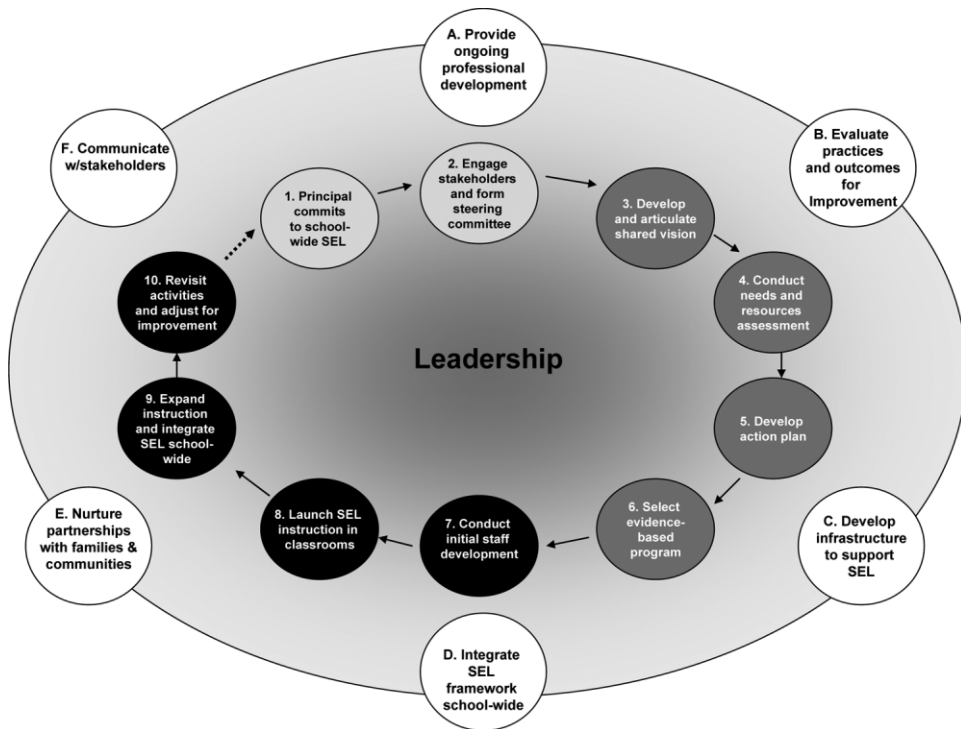 A. Provide
ongoing
professional
development
F. Communicate
w/stakeholders
B. Evaluate
practices
and outcomes
for
Improvement
1. Principal
commits
to school-
wide SEL
2. Engage
stakeholders
and form
steering
committee
3. Develop
and articulate
shared vision
10. Revisit
activities
and adjust for
improvement
4. Conduct
needs and
resources
assessment
Leadership
9. Expand
instruction
and integrate
SEL school-
wide
5. Develop
action plan
8. Launch SEL
instruction in
classrooms
7. Conduct
initial staff
development
6. Select
evidence-
based
program
E. Nurture
partnerships
with families &
communities
C. Develop
infrastructure
to support
SEL
D. Integrate
SEL
framework
school-wide